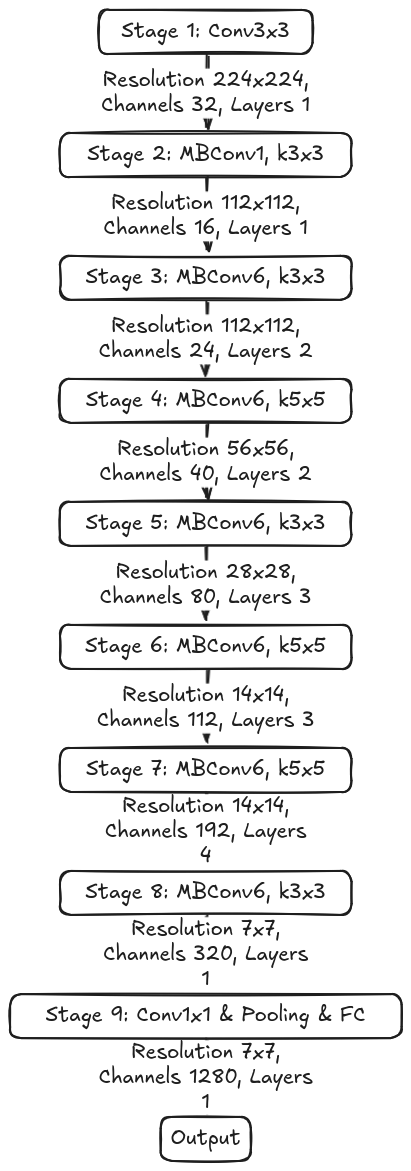 Stage 1: Conv3x3
Resolution 224x224,
Channels 32, Layers 1
Stage 2: MBConv1, k3x3
Resolution 112x112,
Channels 16, Layers 1
Stage 3: MBConv6, k3x3
Resolution 112x112,
Channels 24, Layers 2
Stage 4: MBConv6, k5x5
Resolution 56x56,
Channels 40, Layers 2
Stage 5: MBConv6, k3x3
Resolution 28x28,
Channels 80, Layers 3
Stage 6: MBConv6, k5x5
Resolution 14x14,
Channels 112, Layers 3
Stage 7: MBConv6, k5x5
Resolution 14x14,
Channels 192, Layers
4
Stage 8: MBConv6, k3x3
Resolution 7x7,
Channels 320, Layers
1
Stage 9: Conv1x1 & Pooling & FC
Resolution 7x7,
Channels 1280, Layers
1
Output